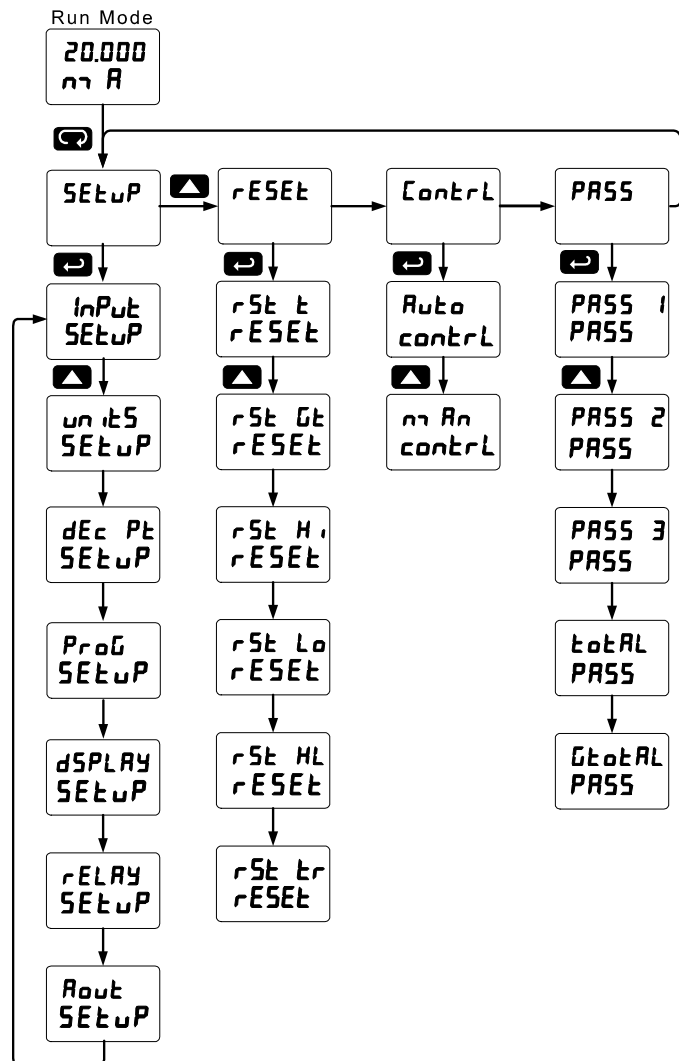 Run Mode
20.000
mA
SEtuP
rESEt
ContrL
PASS
InPut
SEtuP
unitS
SEtuP
dEc Pt
SEtuP
ProG
SEtuP
dSPLAY
SEtuP
rELAY
SEtuP
Aout
SEtuP
rSt t
rESEt
rSt Gt
rESEt
rSt Hi
rESEt
rSt Lo
rESEt
rSt HL
rESEt
rSt tr
rESEt
Auto
contrL
mAn
contrL
PASS 1
PASS
PASS 2
PASS
PASS 3
PASS
totAL
PASS
GtotAL
PASS